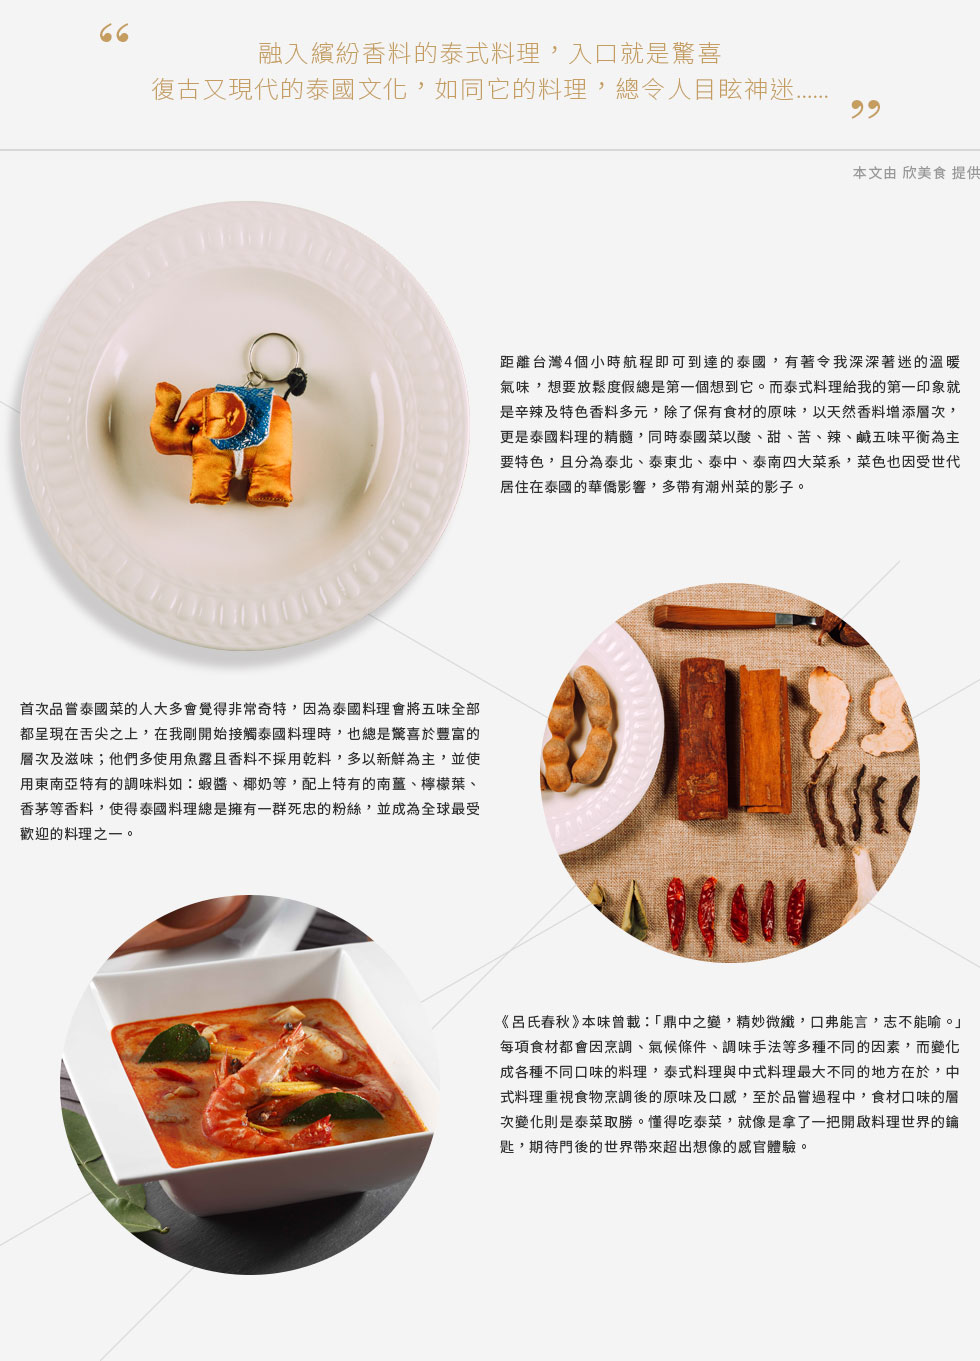 融入繽紛香料的泰式料理，入口就是驚喜
復古又現代的泰國文化，如同它的料理，總令人目眩神迷......
本文由 欣美食 提供
距離台灣4個小時航程即可到達的泰國，有著令我深深著迷的溫暖
氣味，想要放鬆度假總是第一個想到它。而泰式料理給我的第一印象就
是辛辣及特色香料多元，除了保有食材的原味，以天然香料增添層次，
更是泰國料理的精髓，同時泰國菜以酸、甜、苦、辣、鹹五味平衡為主
要特色，且分為泰北、泰東北、泰中、泰南四大菜系，菜色也因受世代
居住在泰國的華僑影響，多帶有潮州菜的影子。
首次品嘗泰國菜的人大多會覺得非常奇特，因為泰國料理會將五味全部
都呈現在舌尖之上，在我剛開始接觸泰國料理時，也總是驚喜於豐富的
層次及滋味；他們多使用魚露且香料不採用乾料，多以新鮮為主，並使
用東南亞特有的調味料如：蝦醬、椰奶等，配上特有的南薑、檸檬葉、
香茅等香料，使得泰國料理總是擁有一群死忠的粉絲，並成為全球最受
歡迎的料理之一。
《呂氏春秋》本味曾載：「鼎中之變，精妙微纖，口弗能言，志不能喻。」
每項食材都會因烹調、氣候條件、調味手法等多種不同的因素，而變化
成各種不同口味的料理，泰式料理與中式料理最大不同的地方在於，中
式料理重視食物烹調後的原味及口感，至於品嘗過程中，食材口味的層
次變化則是泰菜取勝。懂得吃泰菜，就像是拿了一把開啟料理世界的鑰
匙，期待門後的世界帶來超出想像的感官體驗。